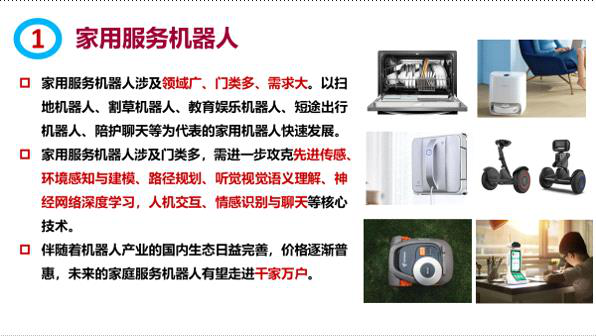 1 家用服务机器人
家用服务机器人涉及领域广、门类多、需求大。以扫
地机器人、割草机器人、教育娱乐机器人、短途出行
机器人、陪护聊天等为代表的家用机器人快速发展。
家用服务机器人涉及门类多，需进一步攻克先进传感、
环境感知与建模、路径规划、听觉视觉语义理解、神
经网络深度学习，人机交互、情感识别与聊天等核心
技术。
伴随着机器人产业的国内生态日益完善，价格逐渐普
惠，未来的家庭服务机器人有望走进千家万户。